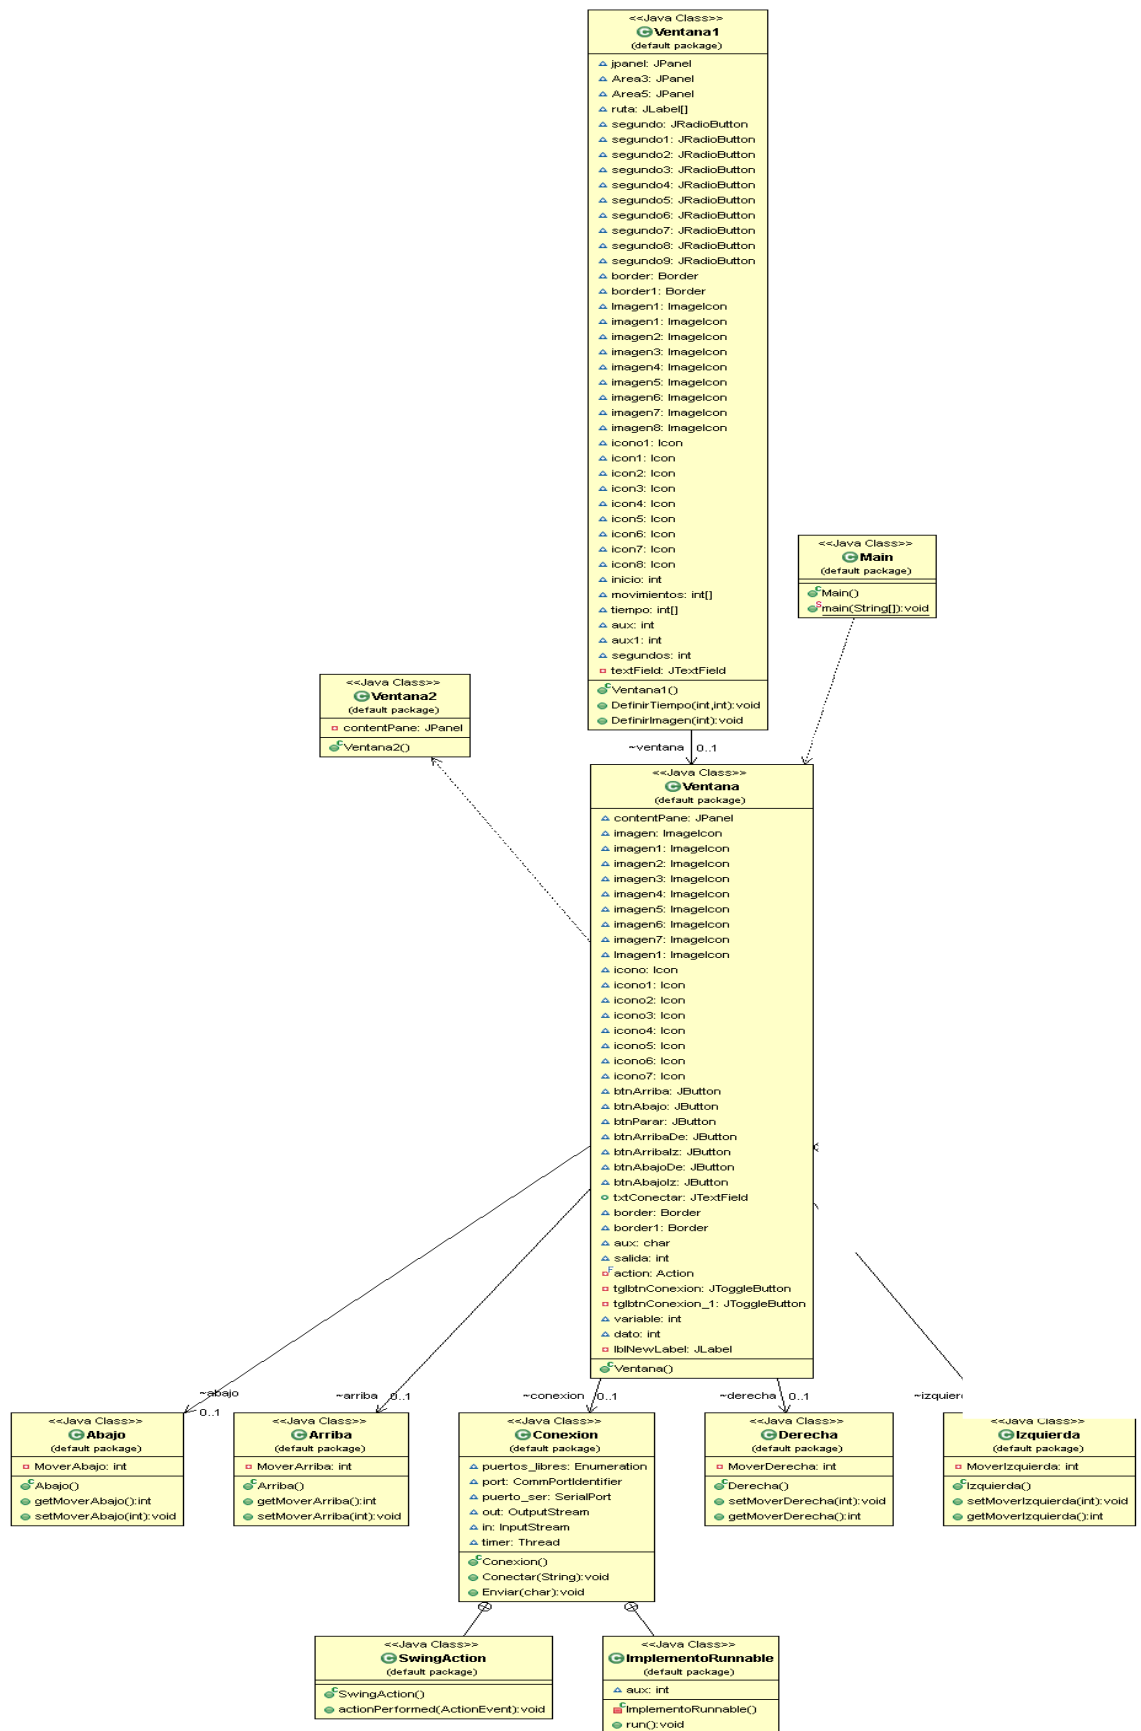 <<Java Class>>
Ventana1
(default package)
jpanel: JPanel
Area3: JPanel
Area5: JPanel
ruta: JLabel[]
segundo: JRadioButton
segundo1: JRadioButton
segundo2: JRadioButton
segundo3: JRadioButton
segundo4: JRadioButton
segundo5: JRadioButton
segundo6: JRadioButton
segundo7: JRadioButton
segundo8: JRadioButton
segundo9: JRadioButton
border: Border
border1: Border
Imagen1: ImageIcon
imagen1: ImageIcon
imagen2: ImageIcon
imagen3: ImageIcon
imagen4: ImageIcon
imagen5: ImageIcon
imagen6: ImageIcon
imagen7: ImageIcon
imagen8: ImageIcon
icono1: Icon
icon1: Icon
icon2: Icon
icon3: Icon
icon4: Icon
icon5: Icon
icon6: Icon
icon7: Icon
icon8: Icon
inicio: int
movimientos: int[]
tiempo: int[]
aux: int
aux1: int
segundos: int
textField: JTextField
Ventana1()
DefinirTiempo(int,int):void
DefinirImagen(int):void
<<Java Class>>
Main
(default package)
Main()
main(String[]):void
<<Java Class>>
Ventana2
(default package)
contentPane: JPanel
Ventana2()
~ventana 0..1
<<Java Class>>
Ventana
(default package)
contentPane: JPanel
imagen: ImageIcon
imagen1: ImageIcon
imagen2: ImageIcon
imagen3: ImageIcon
imagen4: ImageIcon
imagen5: ImageIcon
imagen6: ImageIcon
imagen7: ImageIcon
Imagen1: ImageIcon
icono: Icon
icono1: Icon
icono2: Icon
icono3: Icon
icono4: Icon
icono5: Icon
icono6: Icon
icono7: Icon
btnArriba: JButton
btnAbajo: JButton
btnParar: JButton
btnArribaDe: JButton
btnArribaIz: JButton
btnAbajoDe: JButton
btnAbajoIz: JButton
txtConectar: JTextField
border: Border
border1: Border
aux: char
salida: int
action: Action
tglbtnConexion: JToggleButton
tglbtnConexion_1: JToggleButton
variable: int
dato: int
lblNewLabel: JLabel
Ventana()
~abajo
0..1
~arriba 0..1
~conexion 0..1
~derecha 0..1
~izquier
<<Java Class>>
Abajo
(default package)
MoverAbajo: int
Abajo()
getMoverAbajo():int
setMoverAbajo(int):void
<<Java Class>>
Arriba
(default package)
MoverArriba: int
Arriba()
getMoverArriba():int
setMoverArriba(int):void
<<Java Class>>
Conexion
(default package)
puertos_libres: Enumeration
port: CommPortIdentifier
puerto_ser: SerialPort
out: OutputStream
in: InputStream
timer: Thread
Conexion()
Conectar(String):void
Enviar(char):void
<<Java Class>>
Derecha
(default package)
MoverDerecha: int
Derecha()
setMoverDerecha(int):void
getMoverDerecha():int
<<Java Class>>
Izquierda
(default package)
MoverIzquierda: int
Izquierda()
setMoverIzquierda(int):void
getMoverIzquierda():int
<<Java Class>>
SwingAction
(default package)
SwingAction()
actionPerformed(ActionEvent):void
<<Java Class>>
ImplementoRunnable
(default package)
aux: int
ImplementoRunnable()
run():void